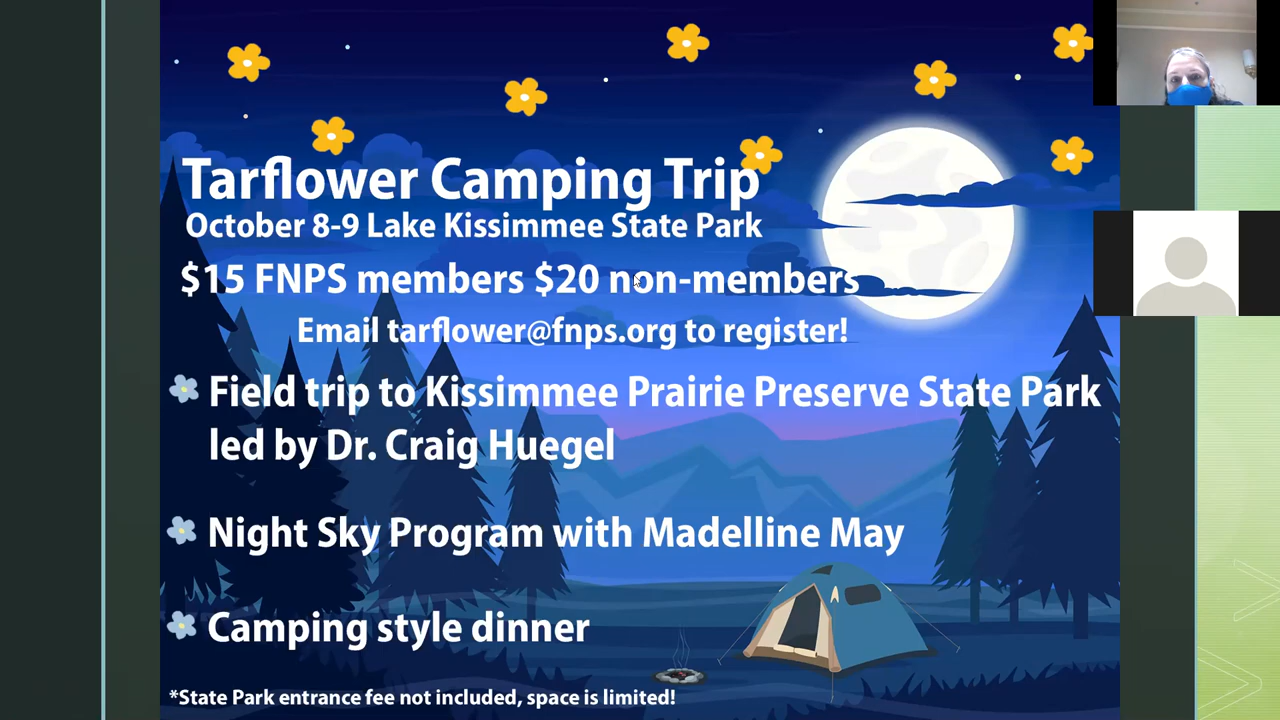 Tarflower Camping Trip
October 8-9 Lake Kissimmee State Park
$15 FNPS members $20 non-members
Email tarflower@fnps.org to register!
Field trip to Kissimmee Prairie Preserve State Park
led by Dr. Craig Huegel
Night Sky Program with Madelline May
Camping style dinner
*State Park entrance fee not included, space is limited!